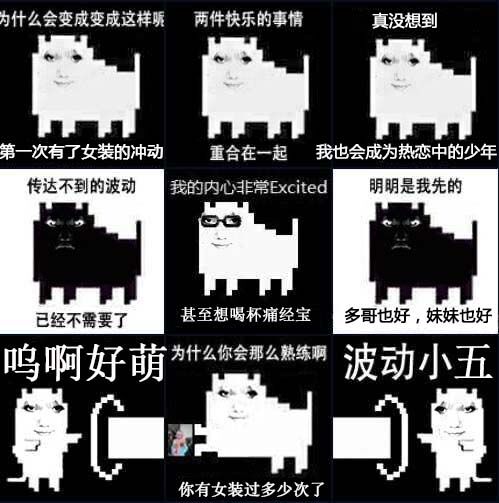 为什么会变成变成这样呢
第一次有了女装的冲动
两件快乐的事情
重合在一起
真没想到
我也会成为热恋中的少年
传达不到的波动
已经不需要了
我的内心非常Excited
甚至想喝杯痛经宝
明明是我先的
多哥也好，妹妹也好
呜啊好萌
为什么你会那么熟练啊
你有女装过多少次了
波动小五